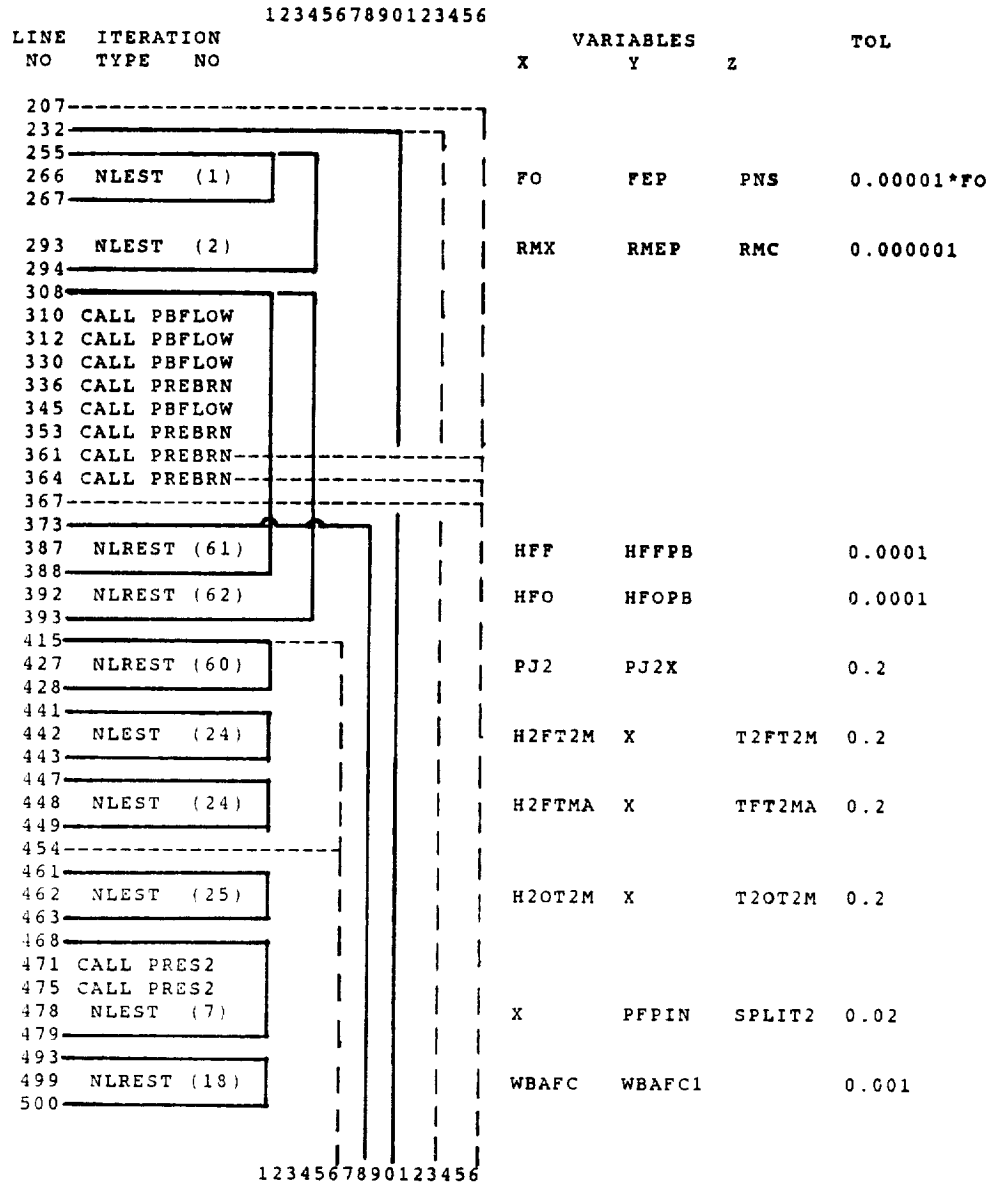 1234567890123456
LINE ITERATION VARIABLES TOL
NO TYPE NO X Y Z
207
232
255
266 NLEST (1) FO FEP PNS 0.00001*FO
267
293 NLEST (2) RMX RMEP RMC 0.000001
294
308
310 CALL PBFLOW
312 CALL PBFLOW
330 CALL PBFLOW
336 CALL PREBRN
345 CALL PBFLOW
353 CALL PREBRN
361 CALL PREBRN
364 CALL PREBRN
367
373
387 NLREST (61) HFF HFFPB 0.0001
388
392 NLREST (62) HFO HFOPB 0.0001
393
415
427 NLREST (60) PJ2 PJ2X 0.2
428
441
442 NLEST (24) H2FT2M X T2FT2M 0.2
443
447
448 NLEST (24) H2FTMA X TFT2MA 0.2
449
454
461
462 NLEST (25) H2OT2M X T2OT2M 0.2
463
468
471 CALL PRES2
475 CALL PRES2
478 NLEST (7) X PFPIN SPLIT2 0.02
479
493
499 NLREST (18) WBAFC WBAFC1 0.001
500
1234567890123456